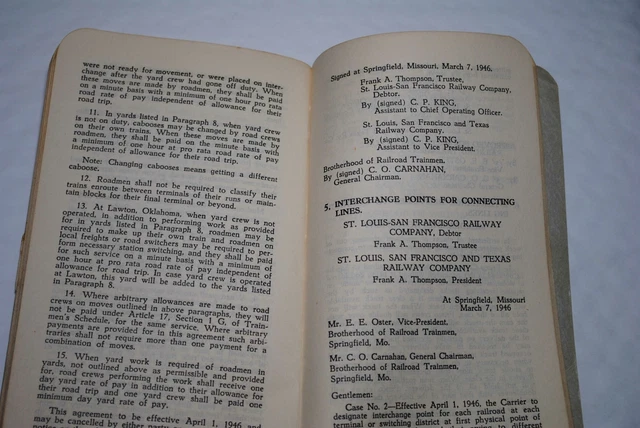 were not ready for movement, or were placed on inter-
change after the yard crew had gone off duty. When
these moves are made by roadmen, they shall be paid
on a minute basis with a minimum of one hour pro rata
rate of pay independent of allowance for their
road trip.
11. In yards listed in Paragraph 8, when yard crew
is not on duty, cabooses may be changed by road crews
on their own trains. When these moves are made by
roadmen, they shall be paid on the minute basis with
a minimum of one hour at pro rata road rate of pay
independent of allowance for their road trip.
Note: Changing cabooses means getting a different
caboose.
12. Roadmen shall not be required to classify their
trains enroute between terminals of their runs or main-
tain blocks for their final terminal or beyond.
13. At Lawton, Oklahoma, when yard crew is not
operated, in addition to performing work as provided
for in yards listed in Paragraph 8, roadmen may be
required to make up their own train and roadmen on
local freights or road switchers may be required to per-
form necessary station switching, and they shall be paid
for such service on a minute basis with a minimum of
one hour at pro rata road rate of pay independent of
allowance for road trip. In case yard crew is operated
at Lawton, this yard will be added to the yards listed
in Paragraph 8.
14. Where arbitrary allowances are made to road
crews on moves outlined in above paragraphs, they will
not be paid under Article 17, Section 1 G, of Train-
men's Schedule, for the same service. Where arbitrary
payments are provided for in this agreement such arbi-
traries shall not require more than one payment for a
combination of moves.
15. When yard work is required of roadmen in
yards, not outlined above as permissible and provided
for, road crews performing the work shall receive one
day yard rate of pay in addition to their allowance for
their road trip and one yard crew shall be paid one
minimum day yard rate of pay.
This agreement to be effective April 1, 1946 and
may be cancelled by either party
Signed at Springfield, Missouri, March 7, 1946.
Frank A. Thompson, Trustee,
St. Louis-San Francisco Railway Company,
Debtor.
By (signed) C. P. KING,
Assistant to Chief Operating Officer.
St. Louis, San Francisco and Texas
Railway Company.
By (signed) C. P. KING,
Assistant to Vice President.
Brotherhood of Railroad Trainmen,
By (signed) C. O. CARNAHAN,
General Chairman.
5. INTERCHANGE POINTS FOR CONNECTING
LINES.
ST. LOUIS-SAN FRANCISCO RAILWAY
COMPANY, Debtor
Frank A. Thompson, Trustee
ST. LOUIS, SAN FRANCISCO AND TEXAS
RAILWAY COMPANY
Frank A. Thompson, President
At Springfield, Missouri
March 7, 1946
Mr. E. E. Oster, Vice-President,
Brotherhood of Railroad Trainmen,
Springfield, Mo.
Mr. C. O. Carnahan, General Chairman,
Brotherhood of Railroad Trainmen,
Springfield, Mo.
Gentlemen:
Case No. 2—Effective April 1, 1946, the Carrier to
designate interchange point for each railroad at each
terminal or switching district at first physical point of